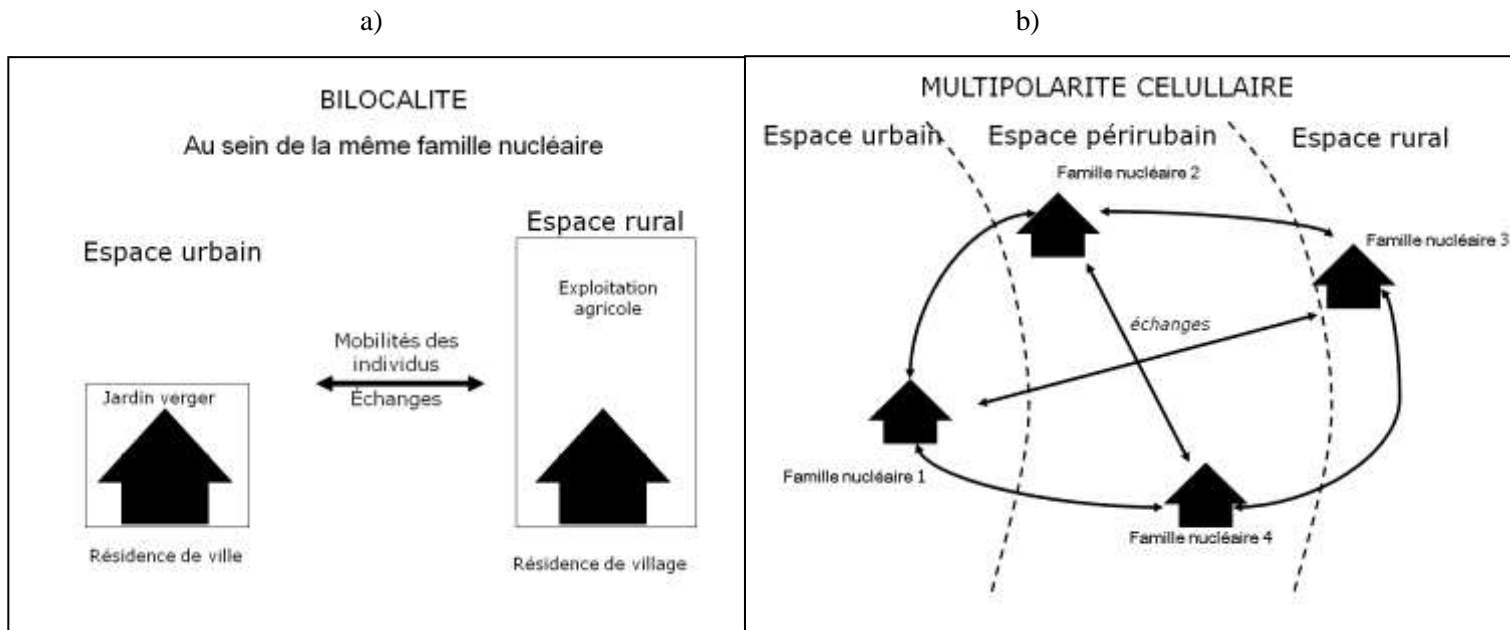 a)
b)
BILOCALITE
Au sein de la même famille nucléaire
Espace urbain
Espace rural
Exploitation
agricole
Mobilités des
individus
Échanges
Jardin verger
Résidence de ville
Résidence de village
MULTIPOLARITE CELULLAIRE
Espace urbain
Espace périrubain
Espace rural
Famille nucléaire 2
Famille nucléaire 3
échanges
Famille nucléaire 1
Famille nucléaire 4